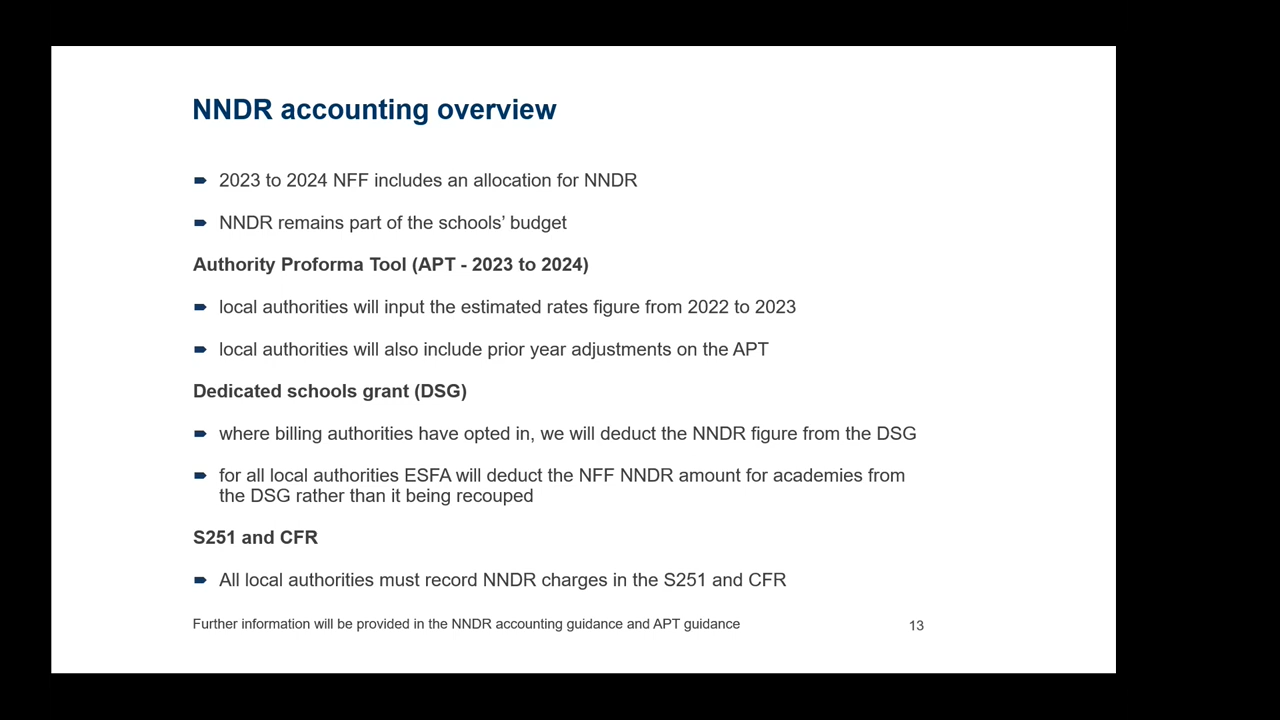 NNDR accounting overview
2023 to 2024 NFF includes an allocation for NNDR
NNDR remains part of the schools’ budget
Authority Proforma Tool (APT - 2023 to 2024)
local authorities will input the estimated rates figure from 2022 to 2023
local authorities will also include prior year adjustments on the APT
Dedicated schools grant (DSG)
where billing authorities have opted in, we will deduct the NNDR figure from the DSG
for all local authorities ESFA will deduct the NFF NNDR amount for academies from
the DSG rather than it being recouped
S251 and CFR
All local authorities must record NNDR charges in the S251 and CFR
Further information will be provided in the NNDR accounting guidance and APT guidance
13